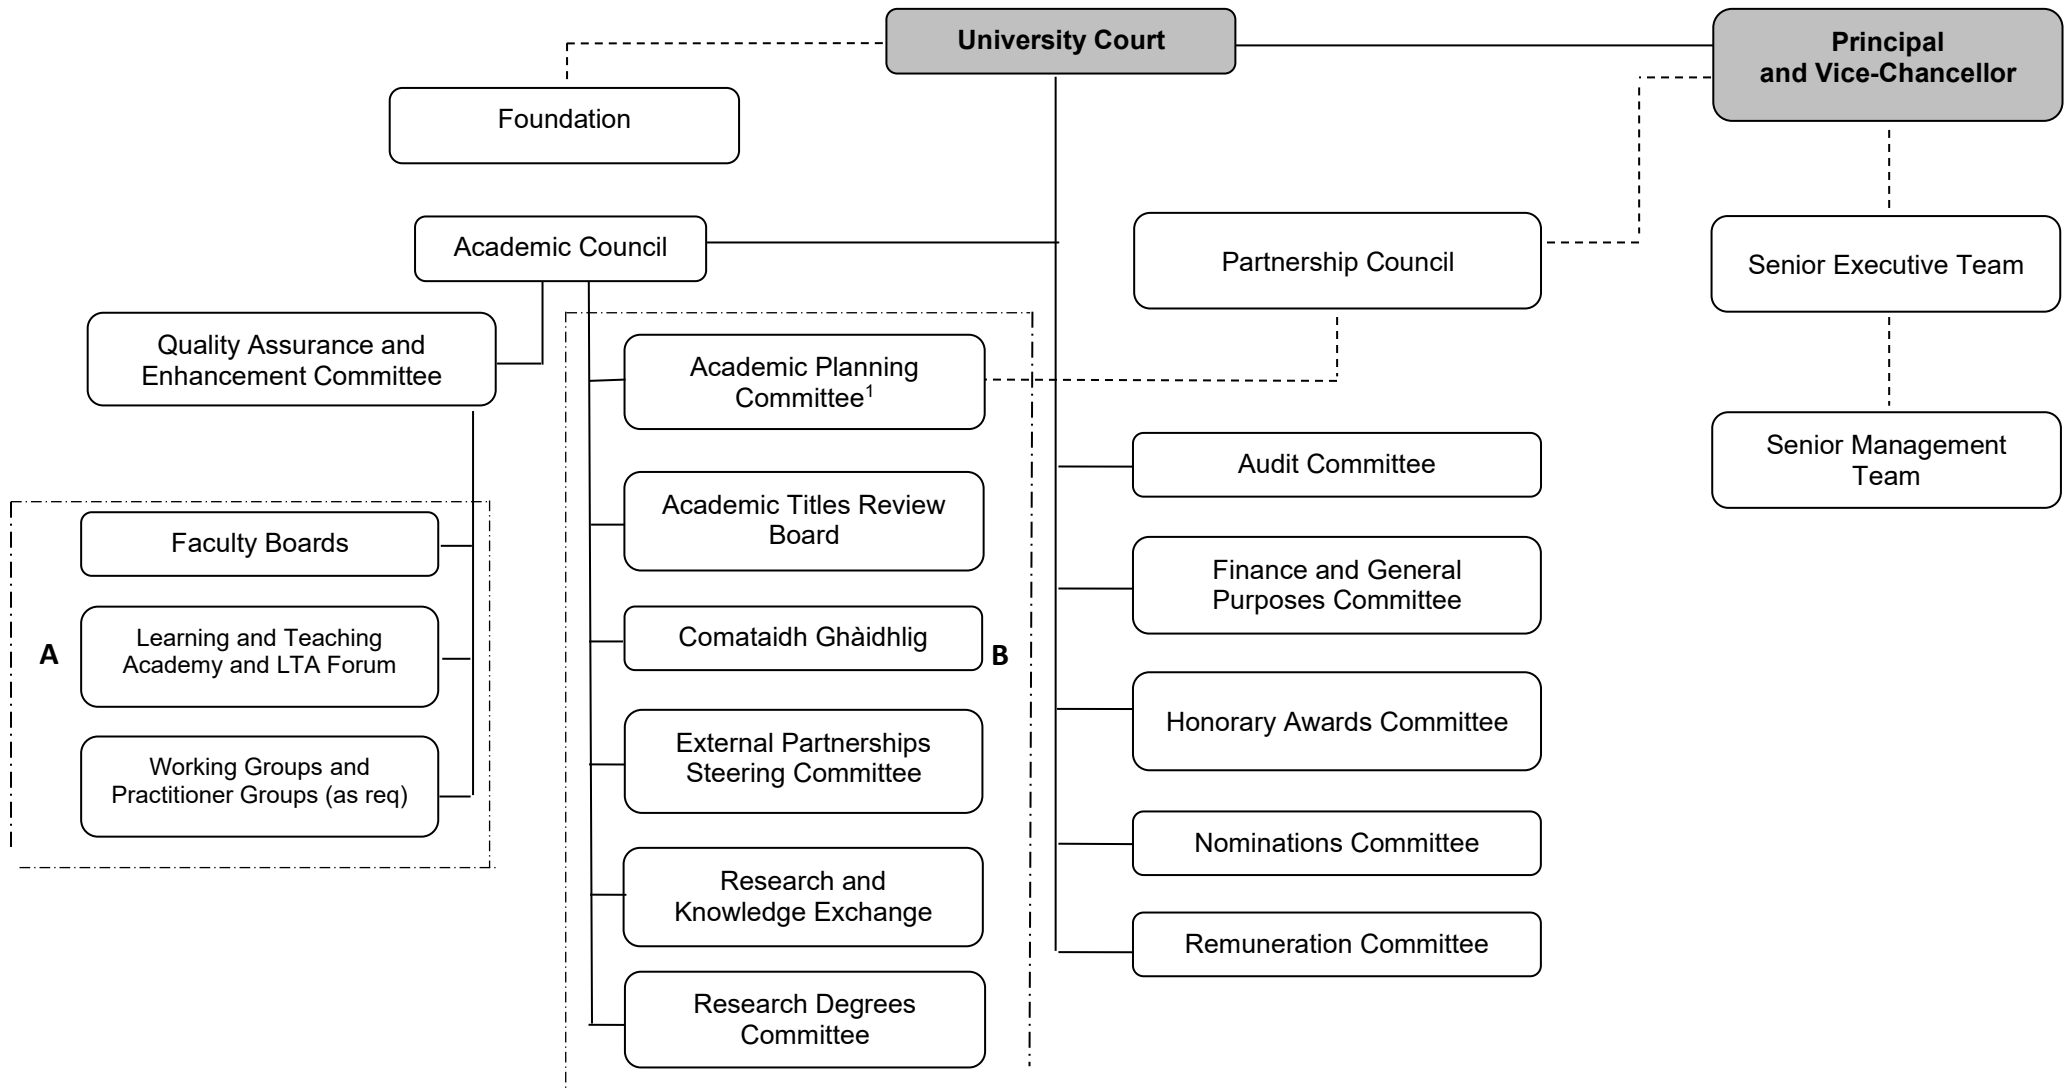 University Court
Principal
and Vice-Chancellor
Foundation
Academic Council
Partnership Council
Senior Executive Team
Quality Assurance and
Enhancement Committee
Academic Planning
Committee¹
Senior Management
Team
Audit Committee
Academic Titles Review
Board
Faculty Boards
Finance and General
Purposes Committee
A
Learning and Teaching
Academy and LTA Forum
Comataidh Ghàidhlig
B
Honorary Awards Committee
External Partnerships
Steering Committee
Working Groups and
Practitioner Groups (as req)
Nominations Committee
Research and
Knowledge Exchange
Remuneration Committee
Research Degrees
Committee